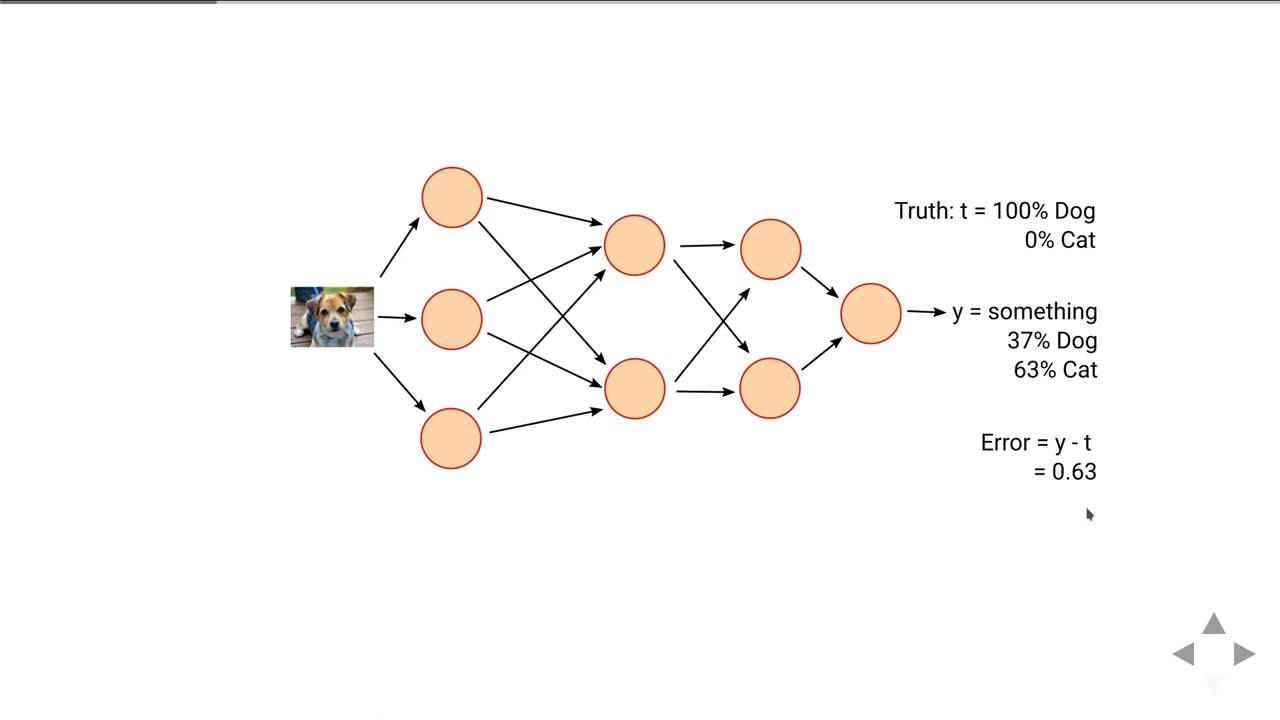 Truth: t = 100% Dog
0% Cat
y = something
37% Dog
63% Cat
Error = y - t
= 0.63